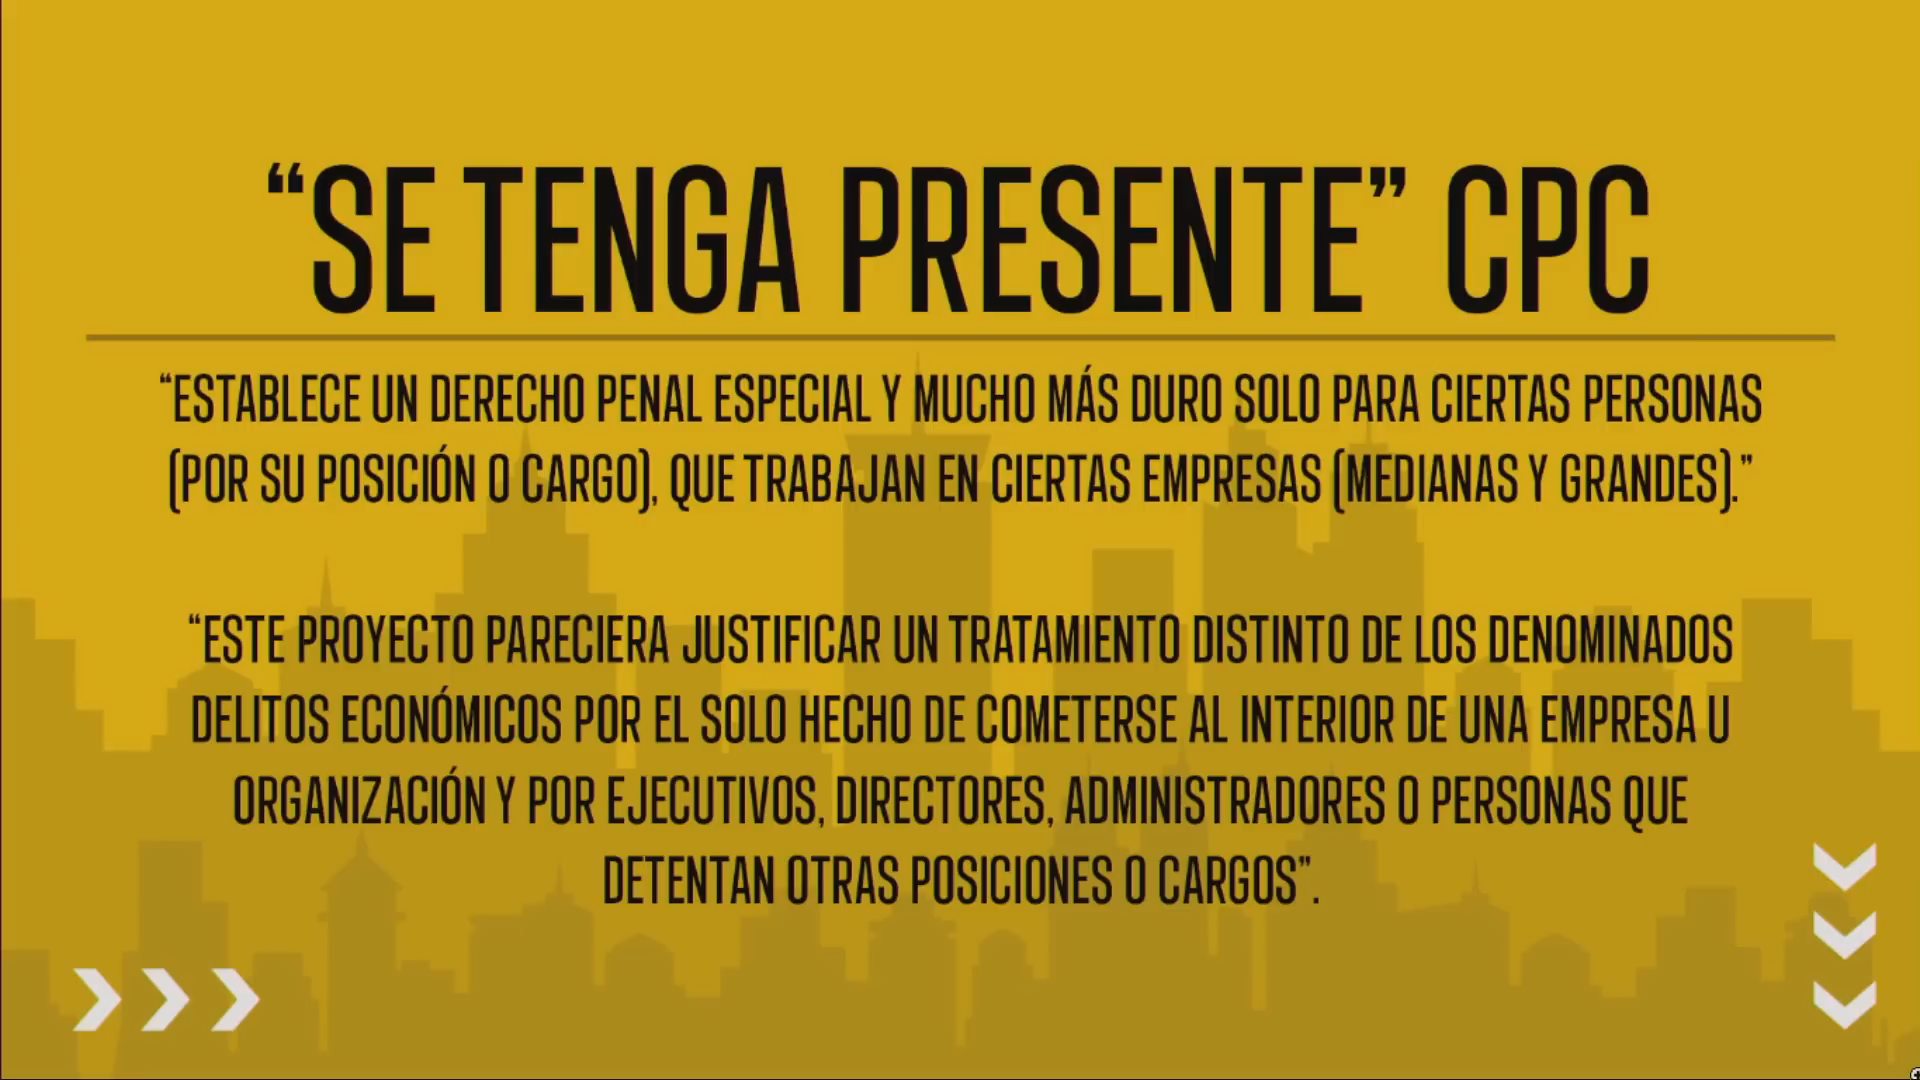 “SE TENGA PRESENTE” CPC
“ESTABLECE UN DERECHO PENAL ESPECIAL Y MUCHO MÁS DURO SOLO PARA CIERTAS PERSONAS
(POR SU POSICIÓN O CARGO), QUE TRABAJAN EN CIERTAS EMPRESAS (MEDIANAS Y GRANDES).”
“ESTE PROYECTO PARECIERA JUSTIFICAR UN TRATAMIENTO DISTINTO DE LOS DENOMINADOS
DELITOS ECONÓMICOS POR EL SOLO HECHO DE COMETERSE AL INTERIOR DE UNA EMPRESA U
ORGANIZACIÓN Y POR EJECUTIVOS, DIRECTORES, ADMINISTRADORES O PERSONAS QUE
DETENTAN OTRAS POSICIONES O CARGOS”.